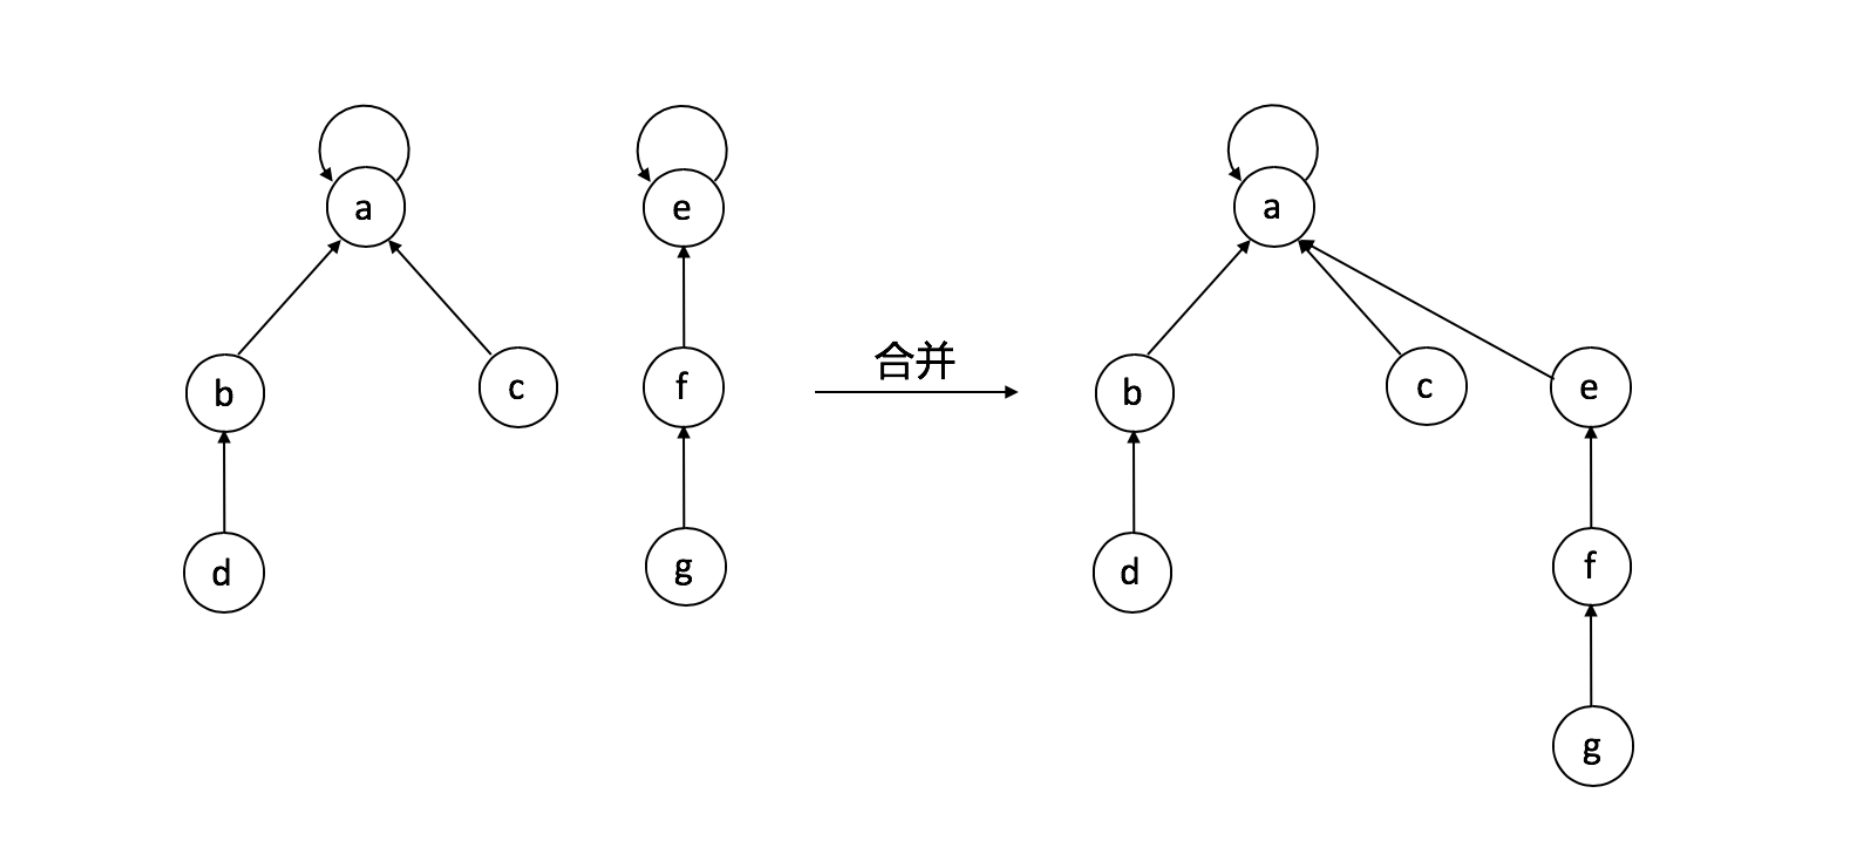 a e a
合并
b c f b c e
d g d f
g